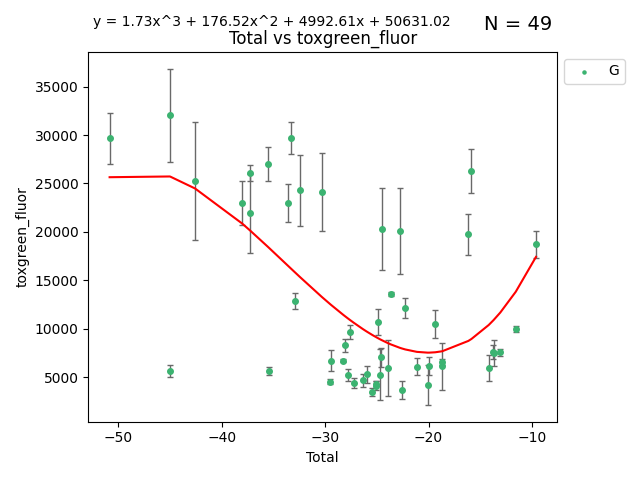 y = 1.73x^3 + 176.52x^2 + 4992.61x + 50631.02
N = 49
Total vs toxgreen_fluor
G
toxgreen_fluor
35000
30000
25000
20000
15000
10000
5000
−50
−40
−30
−20
−10
Total